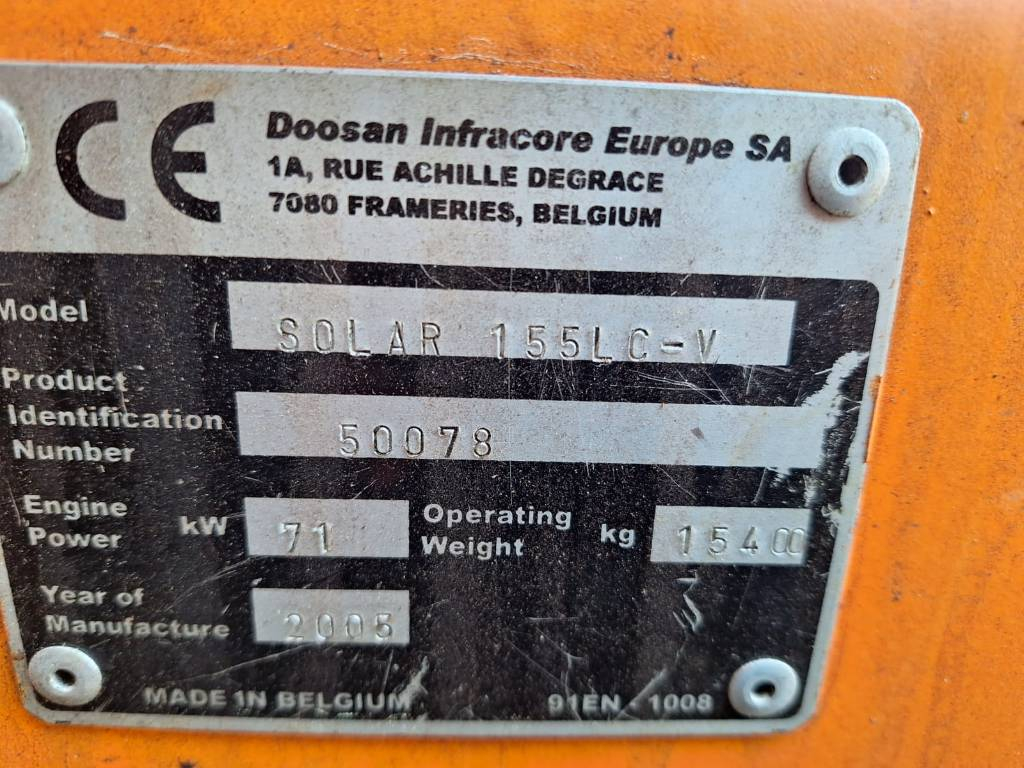 CE
Doosan Infracore Europe SA
1A, RUE ACHILLE DEGRACE
7080 FRAMERIES, BELGIUM
Model SOLAR 155LC-V
Product
Identification
Number 50078
Engine
Power kW 71
Operating
Weight kg 15400
Year of
Manufacture 2005
MADE IN BELGIUM 91EN - 1008